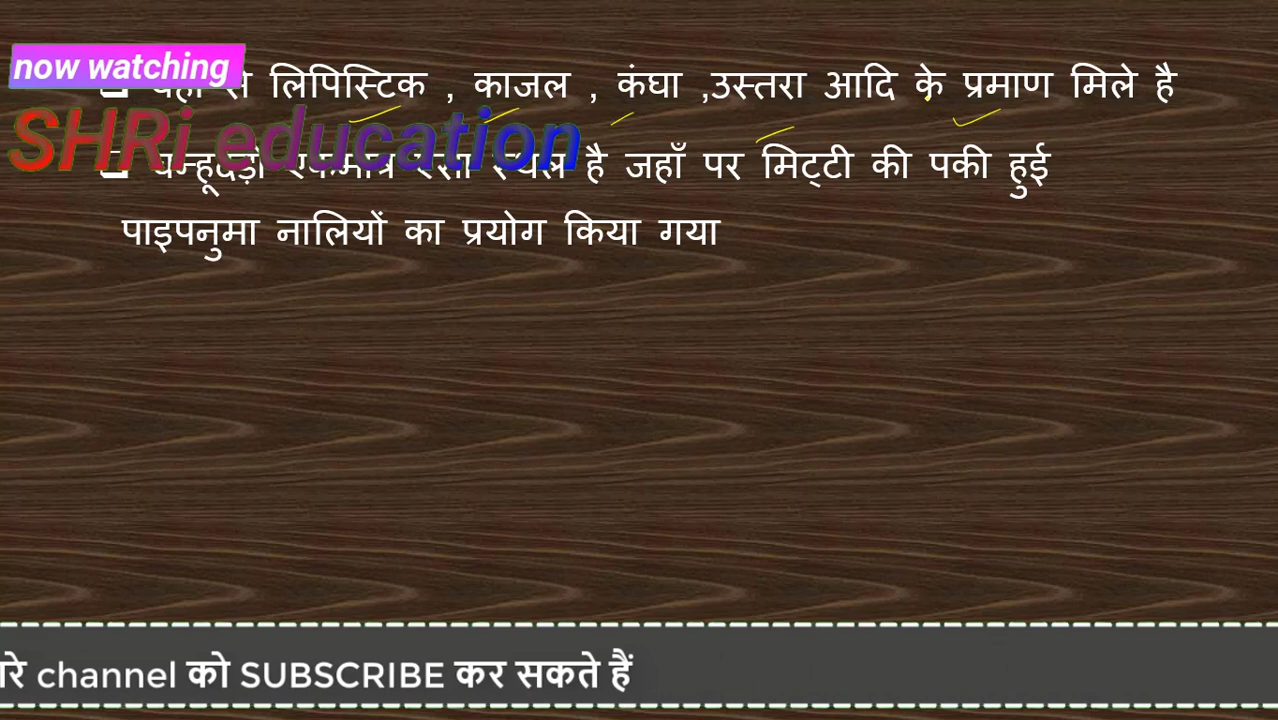 now watching
से लिपिस्टिक , काजल , कंघा ,उस्तरा आदि के प्रमाण मिले है
SHRi education
है जहाँ पर मिट्टी की पकी हुई
पाइपनुमा नालियों का प्रयोग किया गया
रे channel को SUBSCRIBE कर सकते हैं